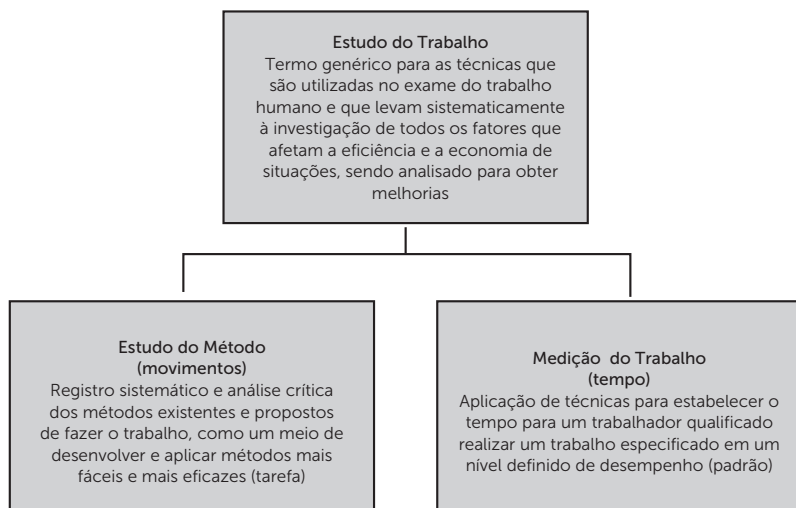 Estudo do Trabalho
Termo genérico para as técnicas que
são utilizadas no exame do trabalho
humano e que levam sistematicamente
à investigação de todos os fatores que
afetam a eficiência e a economia de
situações, sendo analisado para obter
melhorias
Estudo do Método
(movimentos)
Registro sistemático e análise crítica
dos métodos existentes e propostos
de fazer o trabalho, como um meio de
desenvolver e aplicar métodos mais
fáceis e mais eficazes (tarefa)
Medição do Trabalho
(tempo)
Aplicação de técnicas para estabelecer o
tempo para um trabalhador qualificado
realizar um trabalho especificado em um
nível definido de desempenho (padrão)